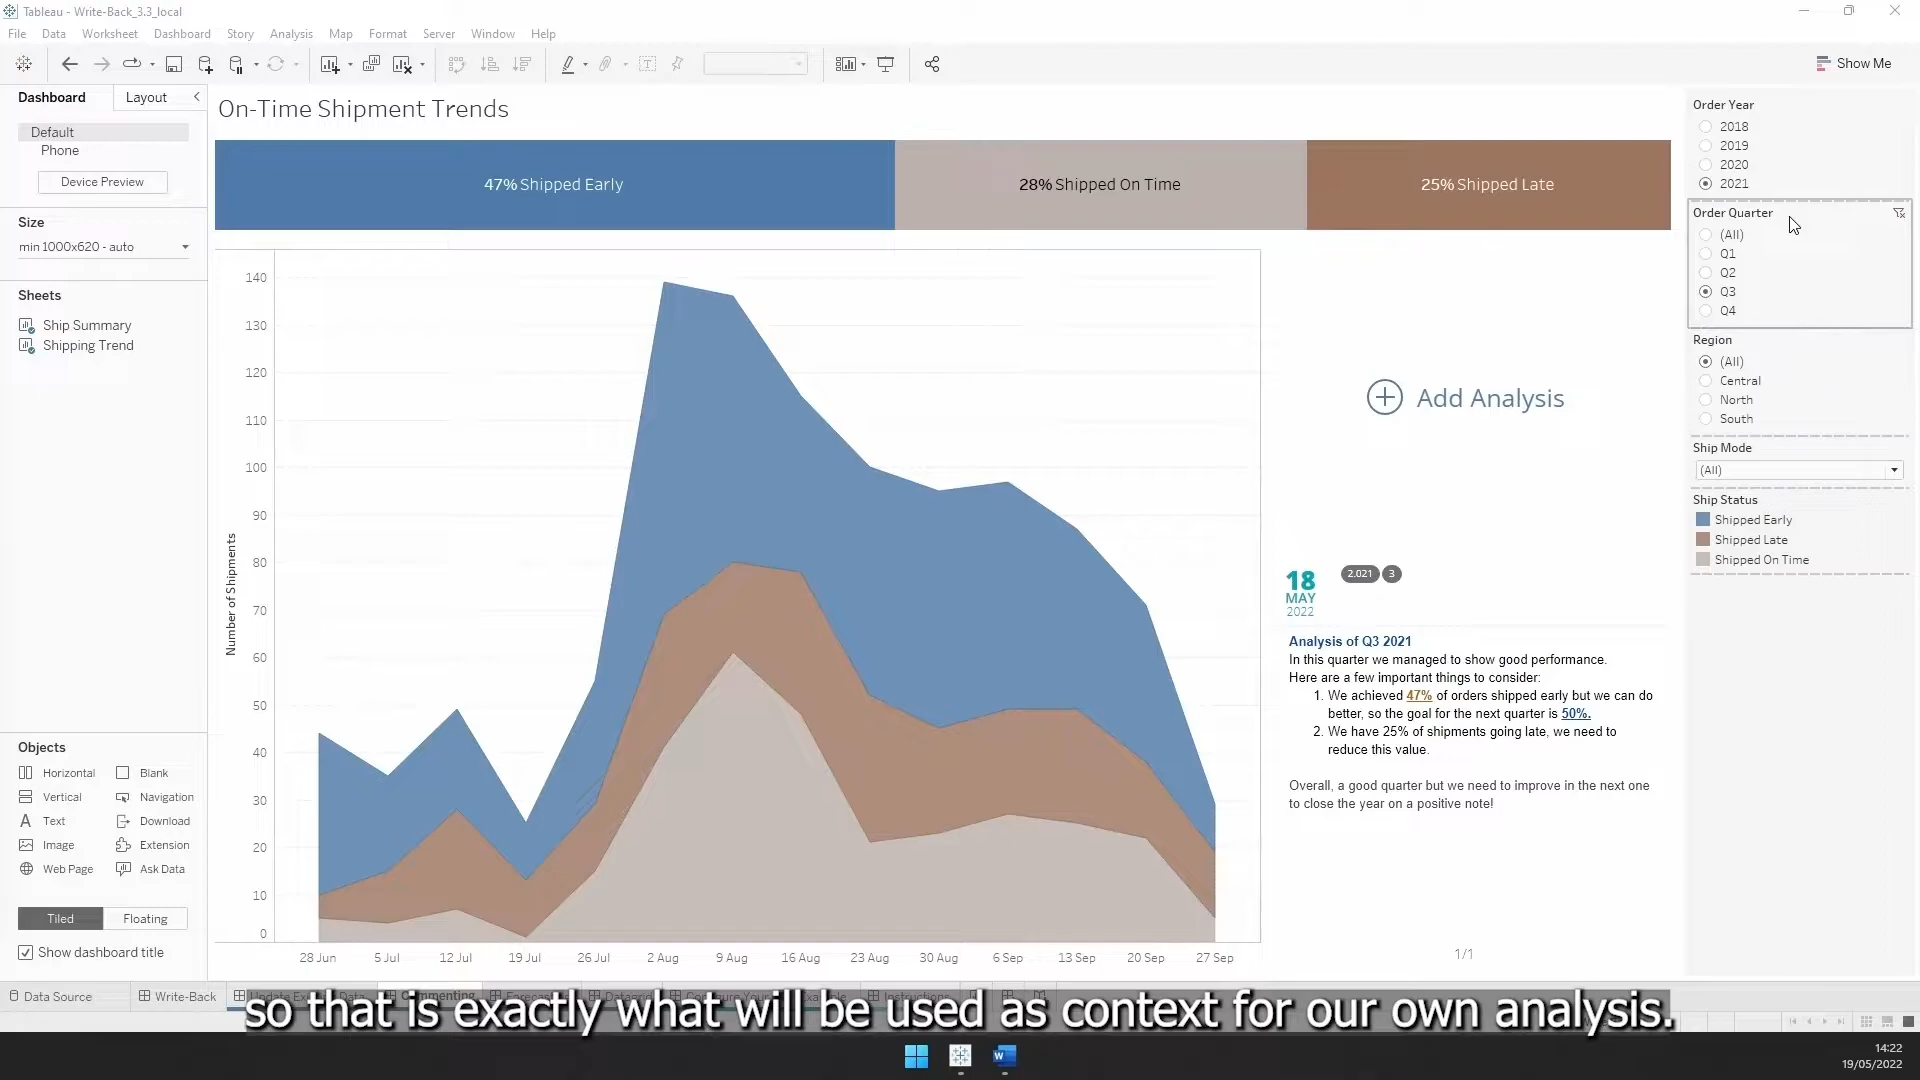 Tableau - Write-Back_3.3_local
File Data Worksheet Dashboard Story Analysis Map Format Server Window Help
Show Me
Dashboard
Layout
Default
Phone
Device Preview
Size
min 1000x620 - auto
Sheets
Ship Summary
Shipping Trend
Objects
Horizontal
Blank
Vertical
Navigation
Text
Download
Image
Extension
Web Page
Ask Data
Tiled
Floating
Show dashboard title
On-Time Shipment Trends
47% Shipped Early
28% Shipped On Time
25% Shipped Late
Number of Shipments
140
130
120
110
100
90
80
70
60
50
40
30
20
10
0
28 Jun 5 Jul 12 Jul 19 Jul 26 Jul 2 Aug 9 Aug 16 Aug 23 Aug 30 Aug 6 Sep 13 Sep 20 Sep 27 Sep
Add Analysis
18
MAY
2022
2.021 3
Analysis of Q3 2021
In this quarter we managed to show good performance.
Here are a few important things to consider:
1. We achieved 47% of orders shipped early but we can do
better, so the goal for the next quarter is 50%.
2. We have 25% of shipments going late, we need to
reduce this value.
Overall, a good quarter but we need to improve in the next one
to close the year on a positive note!
1/1
Order Year
2018
2019
2020
2021
Order Quarter
(All)
Q1
Q2
Q3
Q4
Region
(All)
Central
North
South
Ship Mode
(All)
Ship Status
Shipped Early
Shipped Late
Shipped On Time
Data Source
Write-Back
Commenting
so that is exactly what will be used as context for our own analysis.
14:22
19/05/2022